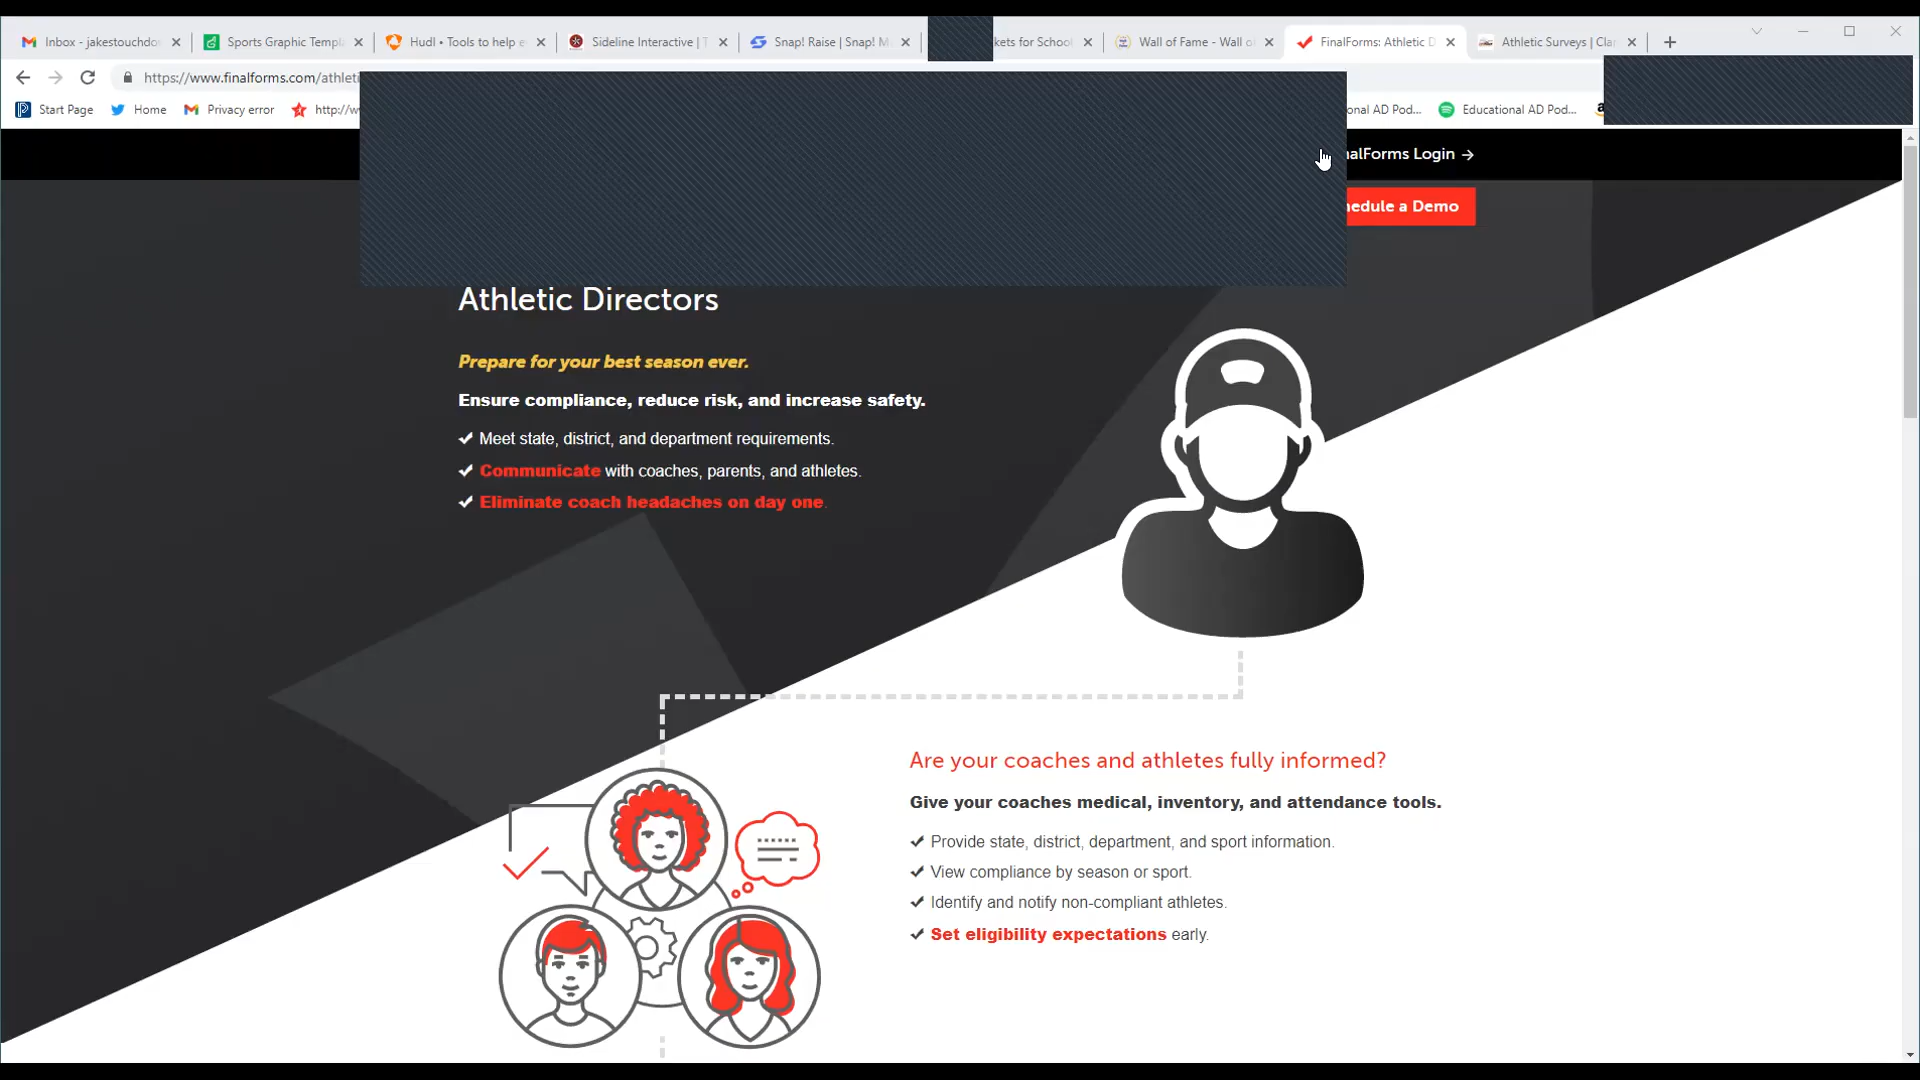 Inbox - jakestouchdo
Sports Graphic Templ
Hudl • Tools to help e
Sideline Interactive | T
Snap! Raise | Snap! M
kets for School
Wall of Fame - Wall o
FinalForms: Athletic D
Athletic Surveys | Cla
https://www.finalforms.com/athleti
Start Page
Home
Privacy error
http://w
onal AD Pod...
Educational AD Pod...
nalForms Login →
hedule a Demo
Athletic Directors
Prepare for your best season ever.
Ensure compliance, reduce risk, and increase safety.
Meet state, district, and department requirements.
Communicate with coaches, parents, and athletes.
Eliminate coach headaches on day one.
Are your coaches and athletes fully informed?
Give your coaches medical, inventory, and attendance tools.
Provide state, district, department, and sport information.
View compliance by season or sport.
Identify and notify non-compliant athletes.
Set eligibility expectations early.